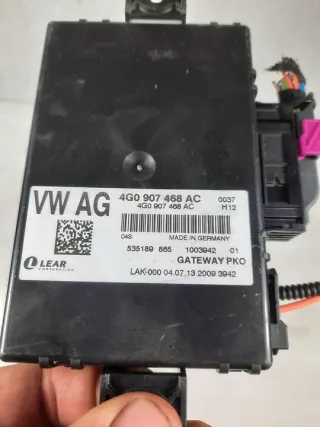 VW AG
4G0 907 468 AC 0037
4G0 907 468 AC H12
04S MADE IN GERMANY
535189 865 1003942 01
LEAR GATEWAY PKO
CORPORATION
LAK-000 04.07.13 2009 3942